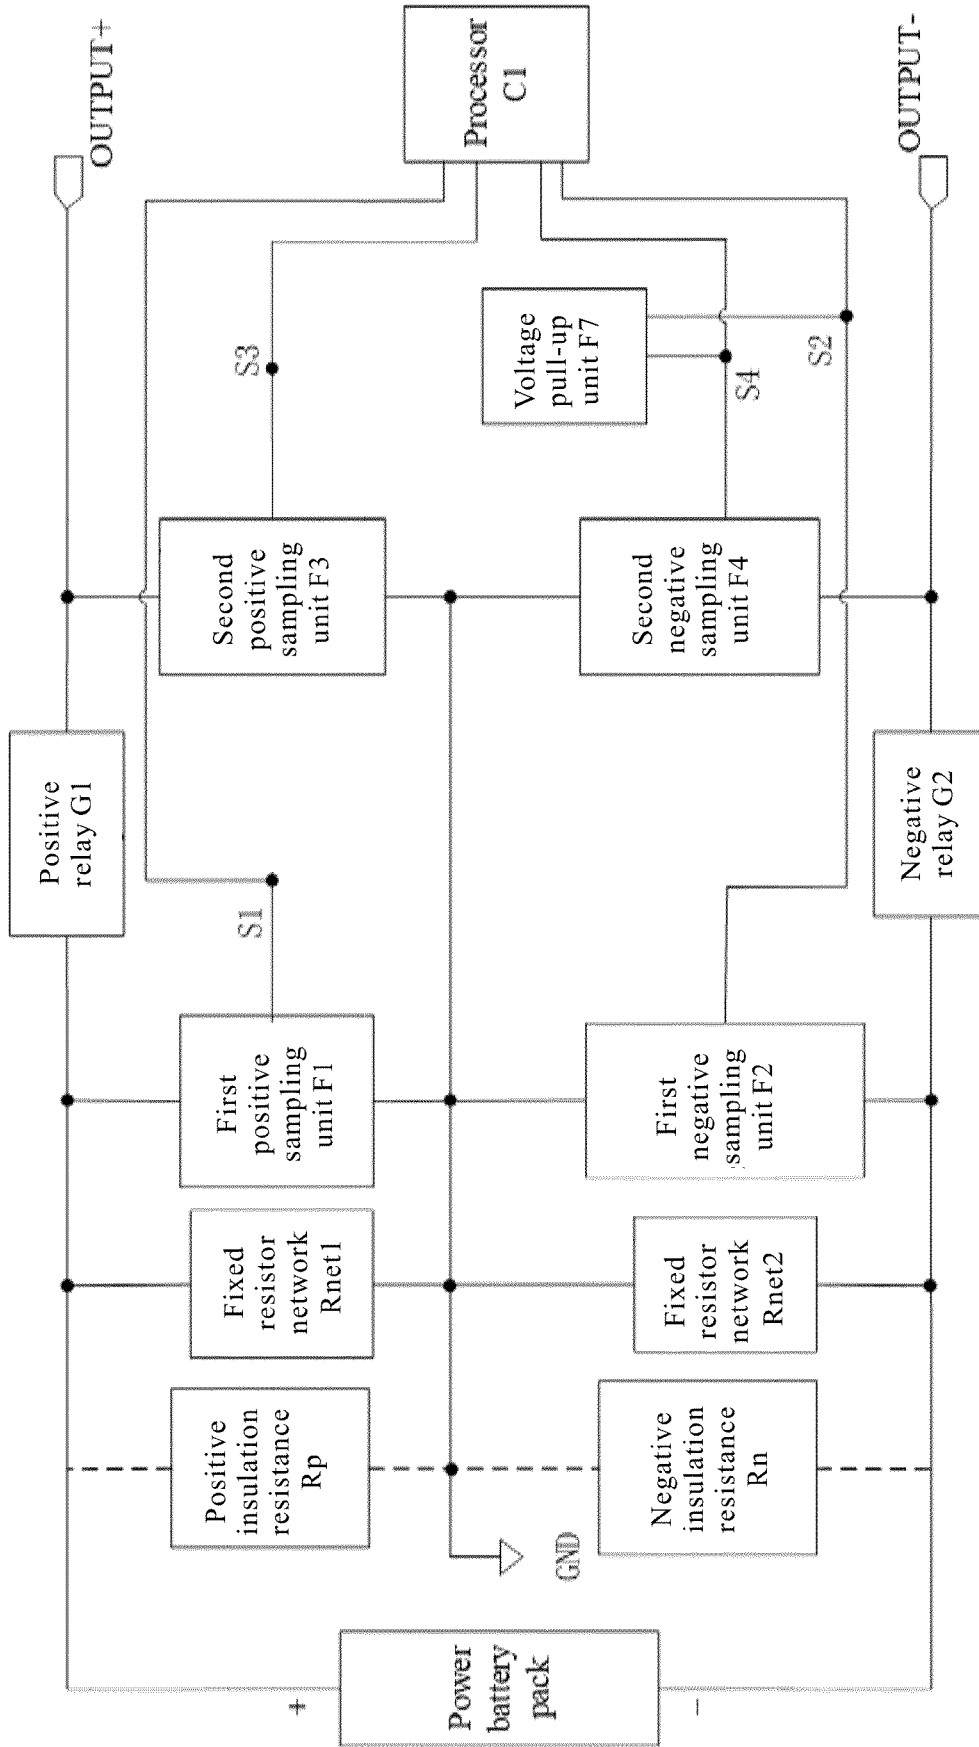 Power
battery
pack
+
−
Positive
insulation
resistance
Rp
Negative
insulation
resistance
Rn
GND
Fixed
resistor
network
Rnet1
Fixed
resistor
network
Rnet2
First
positive
sampling
unit F1
First
negative
sampling
unit F2
S1
Positive
relay G1
Negative
relay G2
Second
positive
sampling
unit F3
Second
negative
sampling
unit F4
S3
Voltage
pull-up
unit F7
S4
S2
Processor
C1
OUTPUT+
OUTPUT-